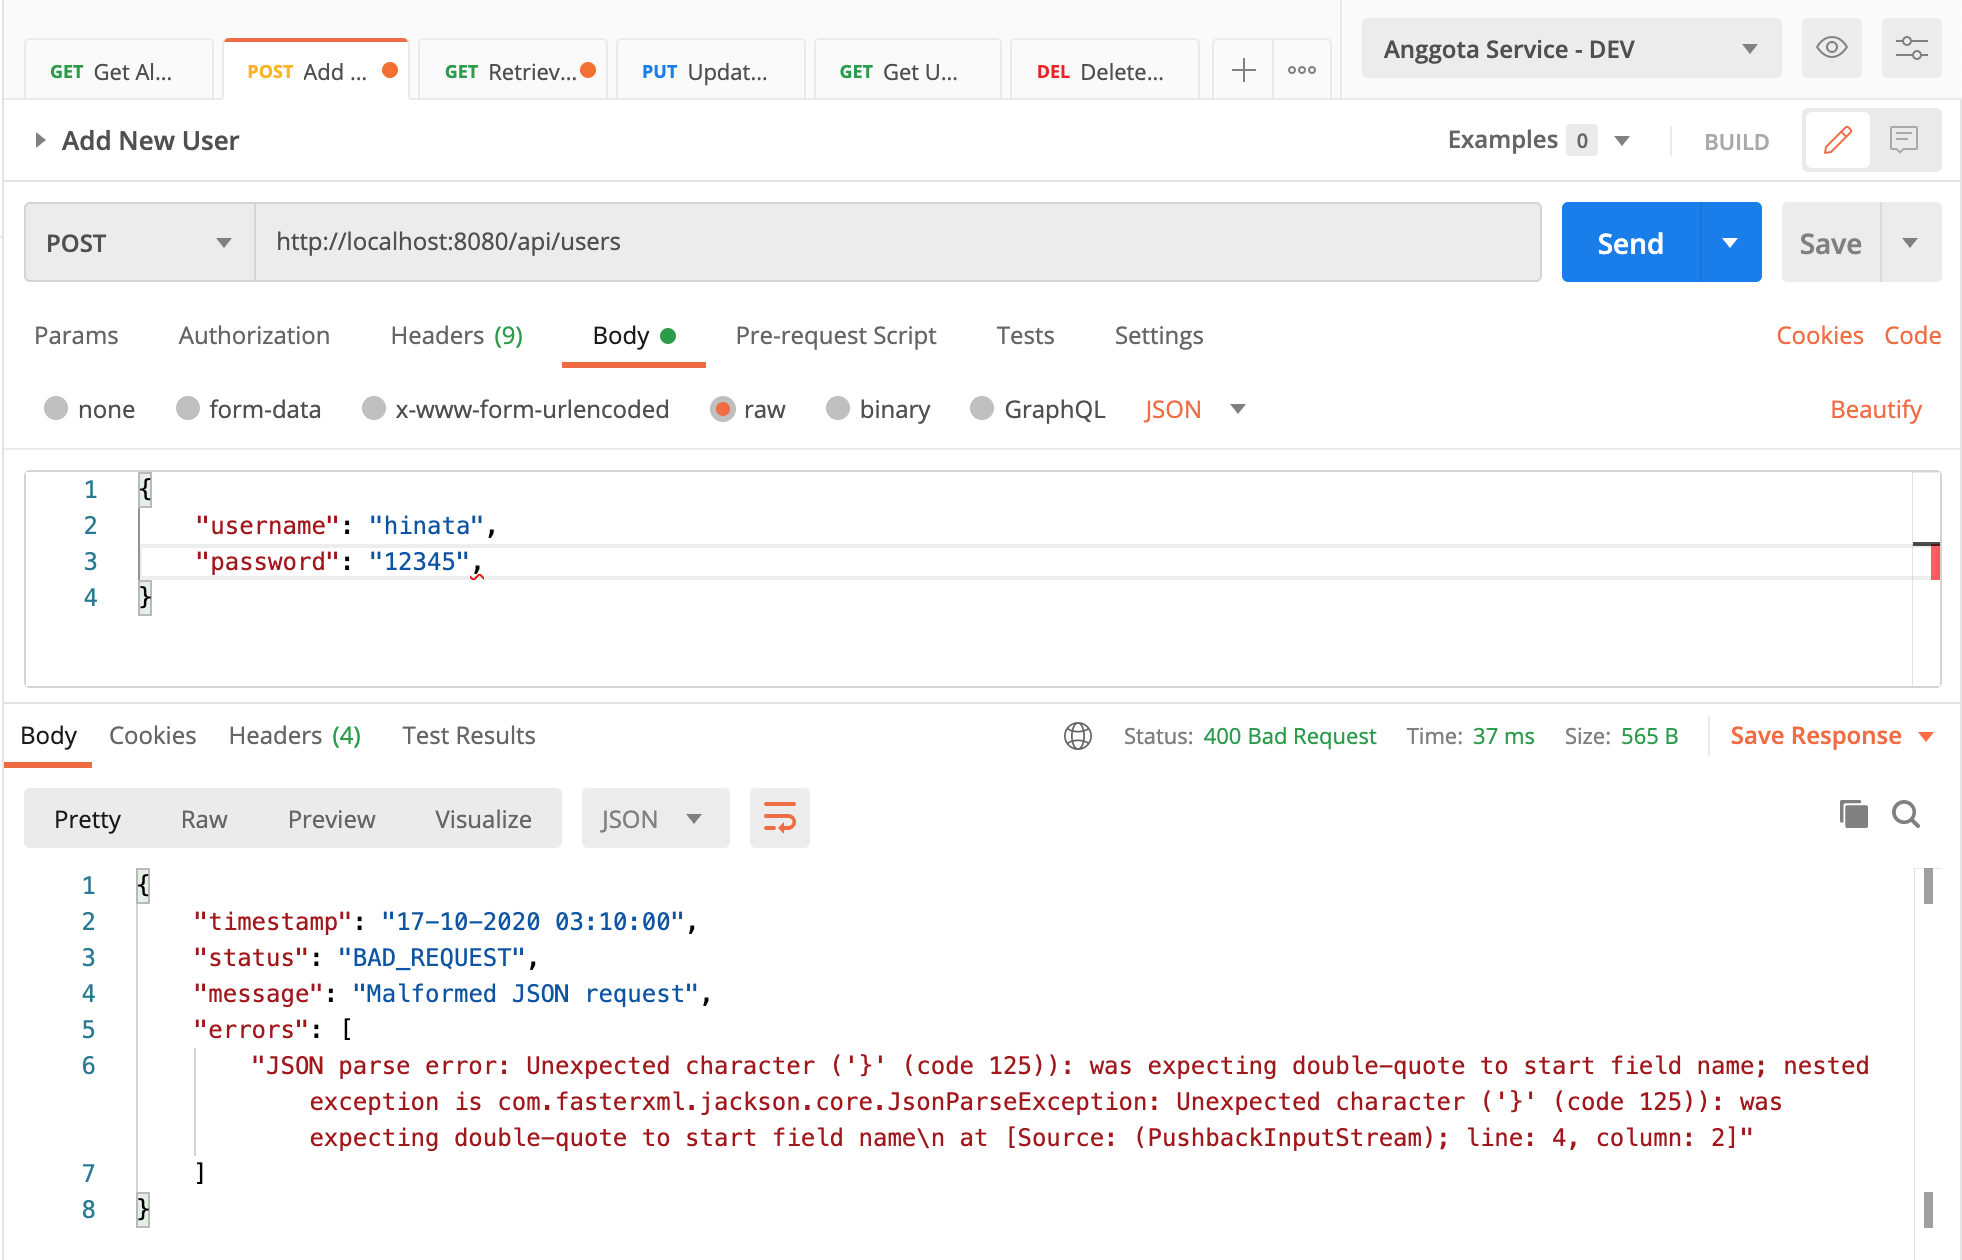 GET Get Al...
POST Add ...
GET Retriev...
PUT Updat...
GET Get U...
DEL Delete...
Anggota Service - DEV
Add New User
Examples 0
BUILD
POST
http://localhost:8080/api/users
Send
Save
Params Authorization Headers (9) Body Pre-request Script Tests Settings Cookies Code
none form-data x-www-form-urlencoded raw binary GraphQL JSON Beautify
1 {
2 "username": "hinata",
3 "password": "12345",
4 }
Body Cookies Headers (4) Test Results Status: 400 Bad Request Time: 37 ms Size: 565 B Save Response
Pretty Raw Preview Visualize JSON
1 {
2 "timestamp": "17-10-2020 03:10:00",
3 "status": "BAD_REQUEST",
4 "message": "Malformed JSON request",
5 "errors": [
6 "JSON parse error: Unexpected character ('}' (code 125)): was expecting double-quote to start field name; nested
exception is com.fasterxml.jackson.core.JsonParseException: Unexpected character ('}' (code 125)): was
expecting double-quote to start field name\n at [Source: (PushbackInputStream); line: 4, column: 2]"
7 ]
8 }